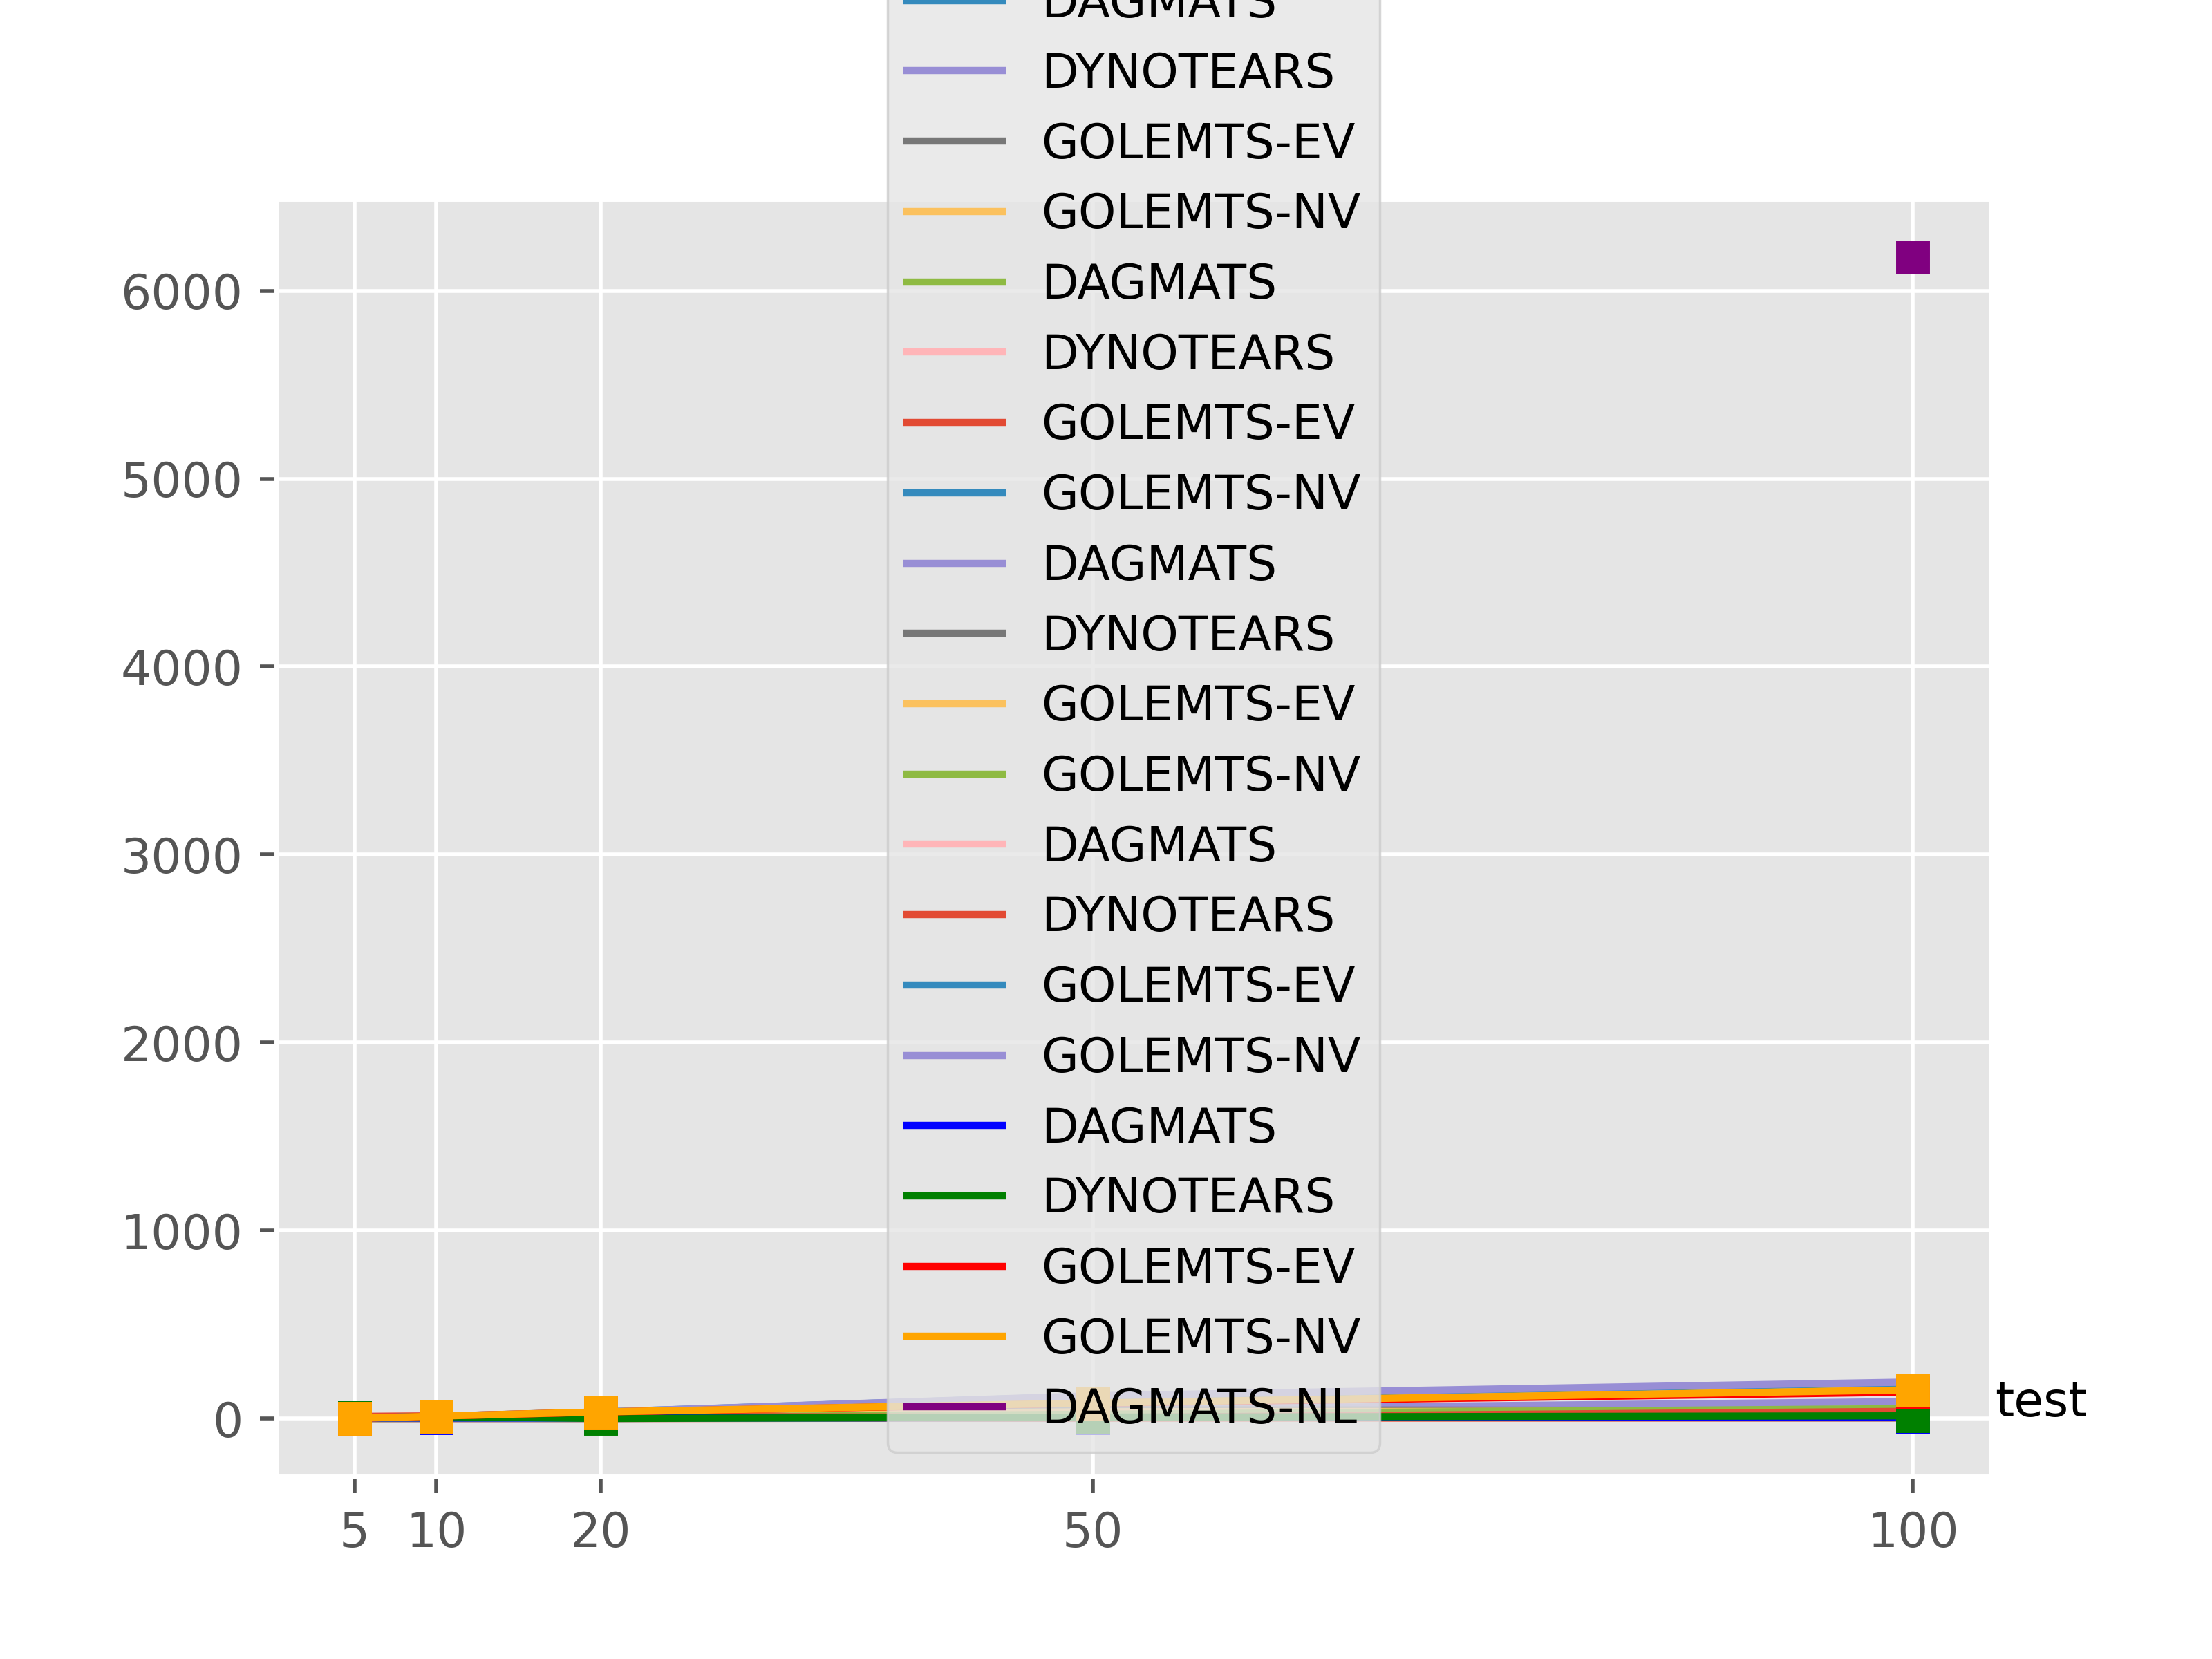 DAGMATS
DYNOTEARS
GOLEMTS-EV
GOLEMTS-NV
DAGMATS
DYNOTEARS
GOLEMTS-EV
GOLEMTS-NV
DAGMATS
DYNOTEARS
GOLEMTS-EV
GOLEMTS-NV
DAGMATS
DYNOTEARS
GOLEMTS-EV
GOLEMTS-NV
DAGMATS
DYNOTEARS
GOLEMTS-EV
GOLEMTS-NV
DAGMATS-NL
6000
5000
4000
3000
2000
1000
0
test
5 10 20 50 100